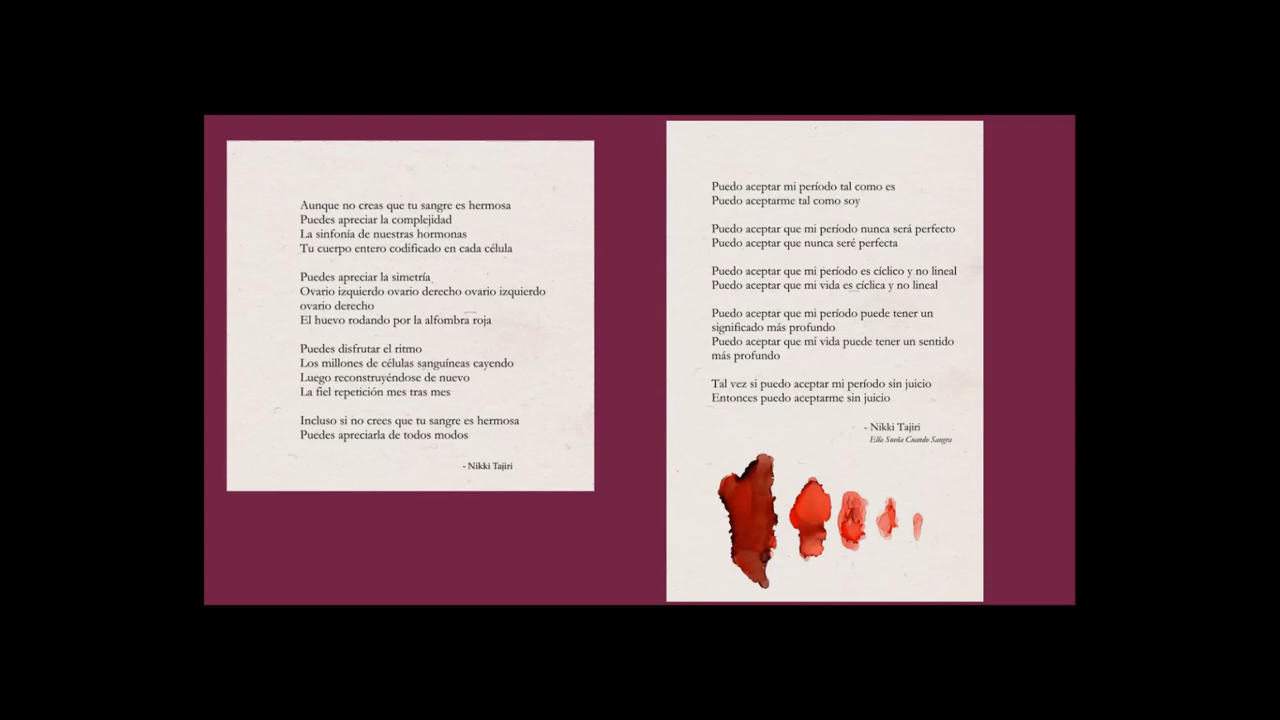 Aunque no creas que tu sangre es hermosa
Puedes apreciar la complejidad
La sinfonía de nuestras hormonas
Tu cuerpo entero codificado en cada célula
Puedes apreciar la simetría
Ovario izquierdo ovario derecho ovario izquierdo
ovario derecho
El huevo rodando por la alfombra roja
Puedes disfrutar el ritmo
Los millones de células sanguíneas cayendo
Luego reconstruyéndose de nuevo
La fiel repetición mes tras mes
Incluso si no crees que tu sangre es hermosa
Puedes apreciarla de todos modos
- Nikki Tajiri
Puedo aceptar mi período tal como es
Puedo aceptarme tal como soy
Puedo aceptar que mi período nunca será perfecto
Puedo aceptar que nunca seré perfecta
Puedo aceptar que mi período es cíclico y no lineal
Puedo aceptar que mi vida es cíclica y no lineal
Puedo aceptar que mi período puede tener un
significado más profundo
Puedo aceptar que mi vida puede tener un sentido
más profundo
Tal vez si puedo aceptar mi período sin juicio
Entonces puedo aceptarme sin juicio
- Nikki Tajiri
Ella Sueña Cuando Sangra